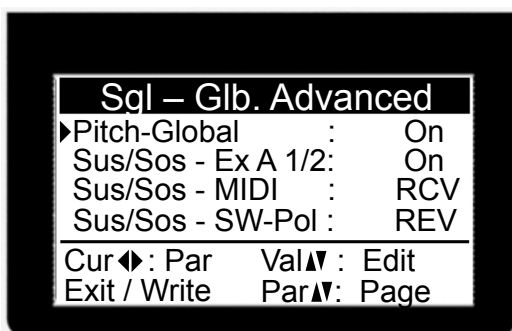 Sgl – Glb. Advanced
Pitch-Global : On
Sus/Sos - Ex A 1/2: On
Sus/Sos - MIDI : RCV
Sus/Sos - SW-Pol : REV
Cur◀▶: Par Val▲▼: Edit
Exit / Write Par▲▼: Page